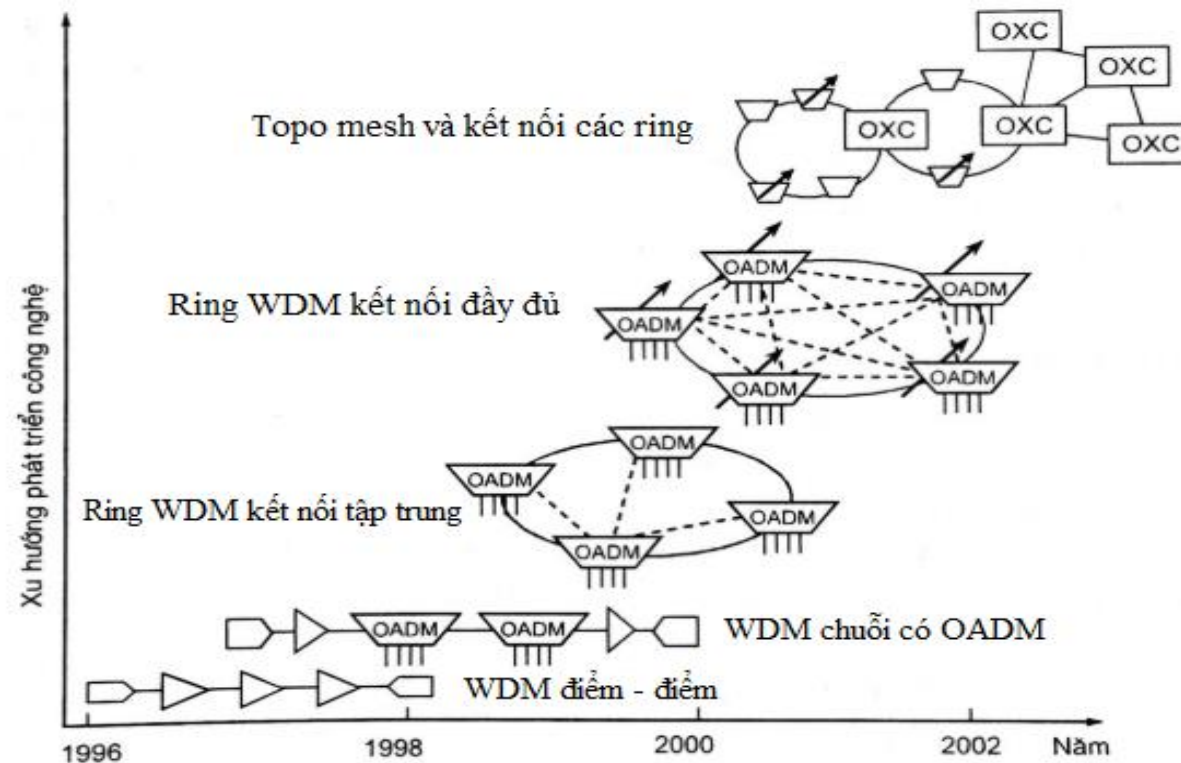 Xu hướng phát triển công nghệ
OXC
OXC
Topo mesh và kết nối các ring
OXC
OXC
OXC
Ring WDM kết nối đầy đủ
OADM
OADM
OADM
OADM
OADM
Ring WDM kết nối tập trung
OADM
OADM
OADM
OADM
OADM
OADM
WDM chuỗi có OADM
WDM điểm - điểm
1996
1998
2000
2002
Năm